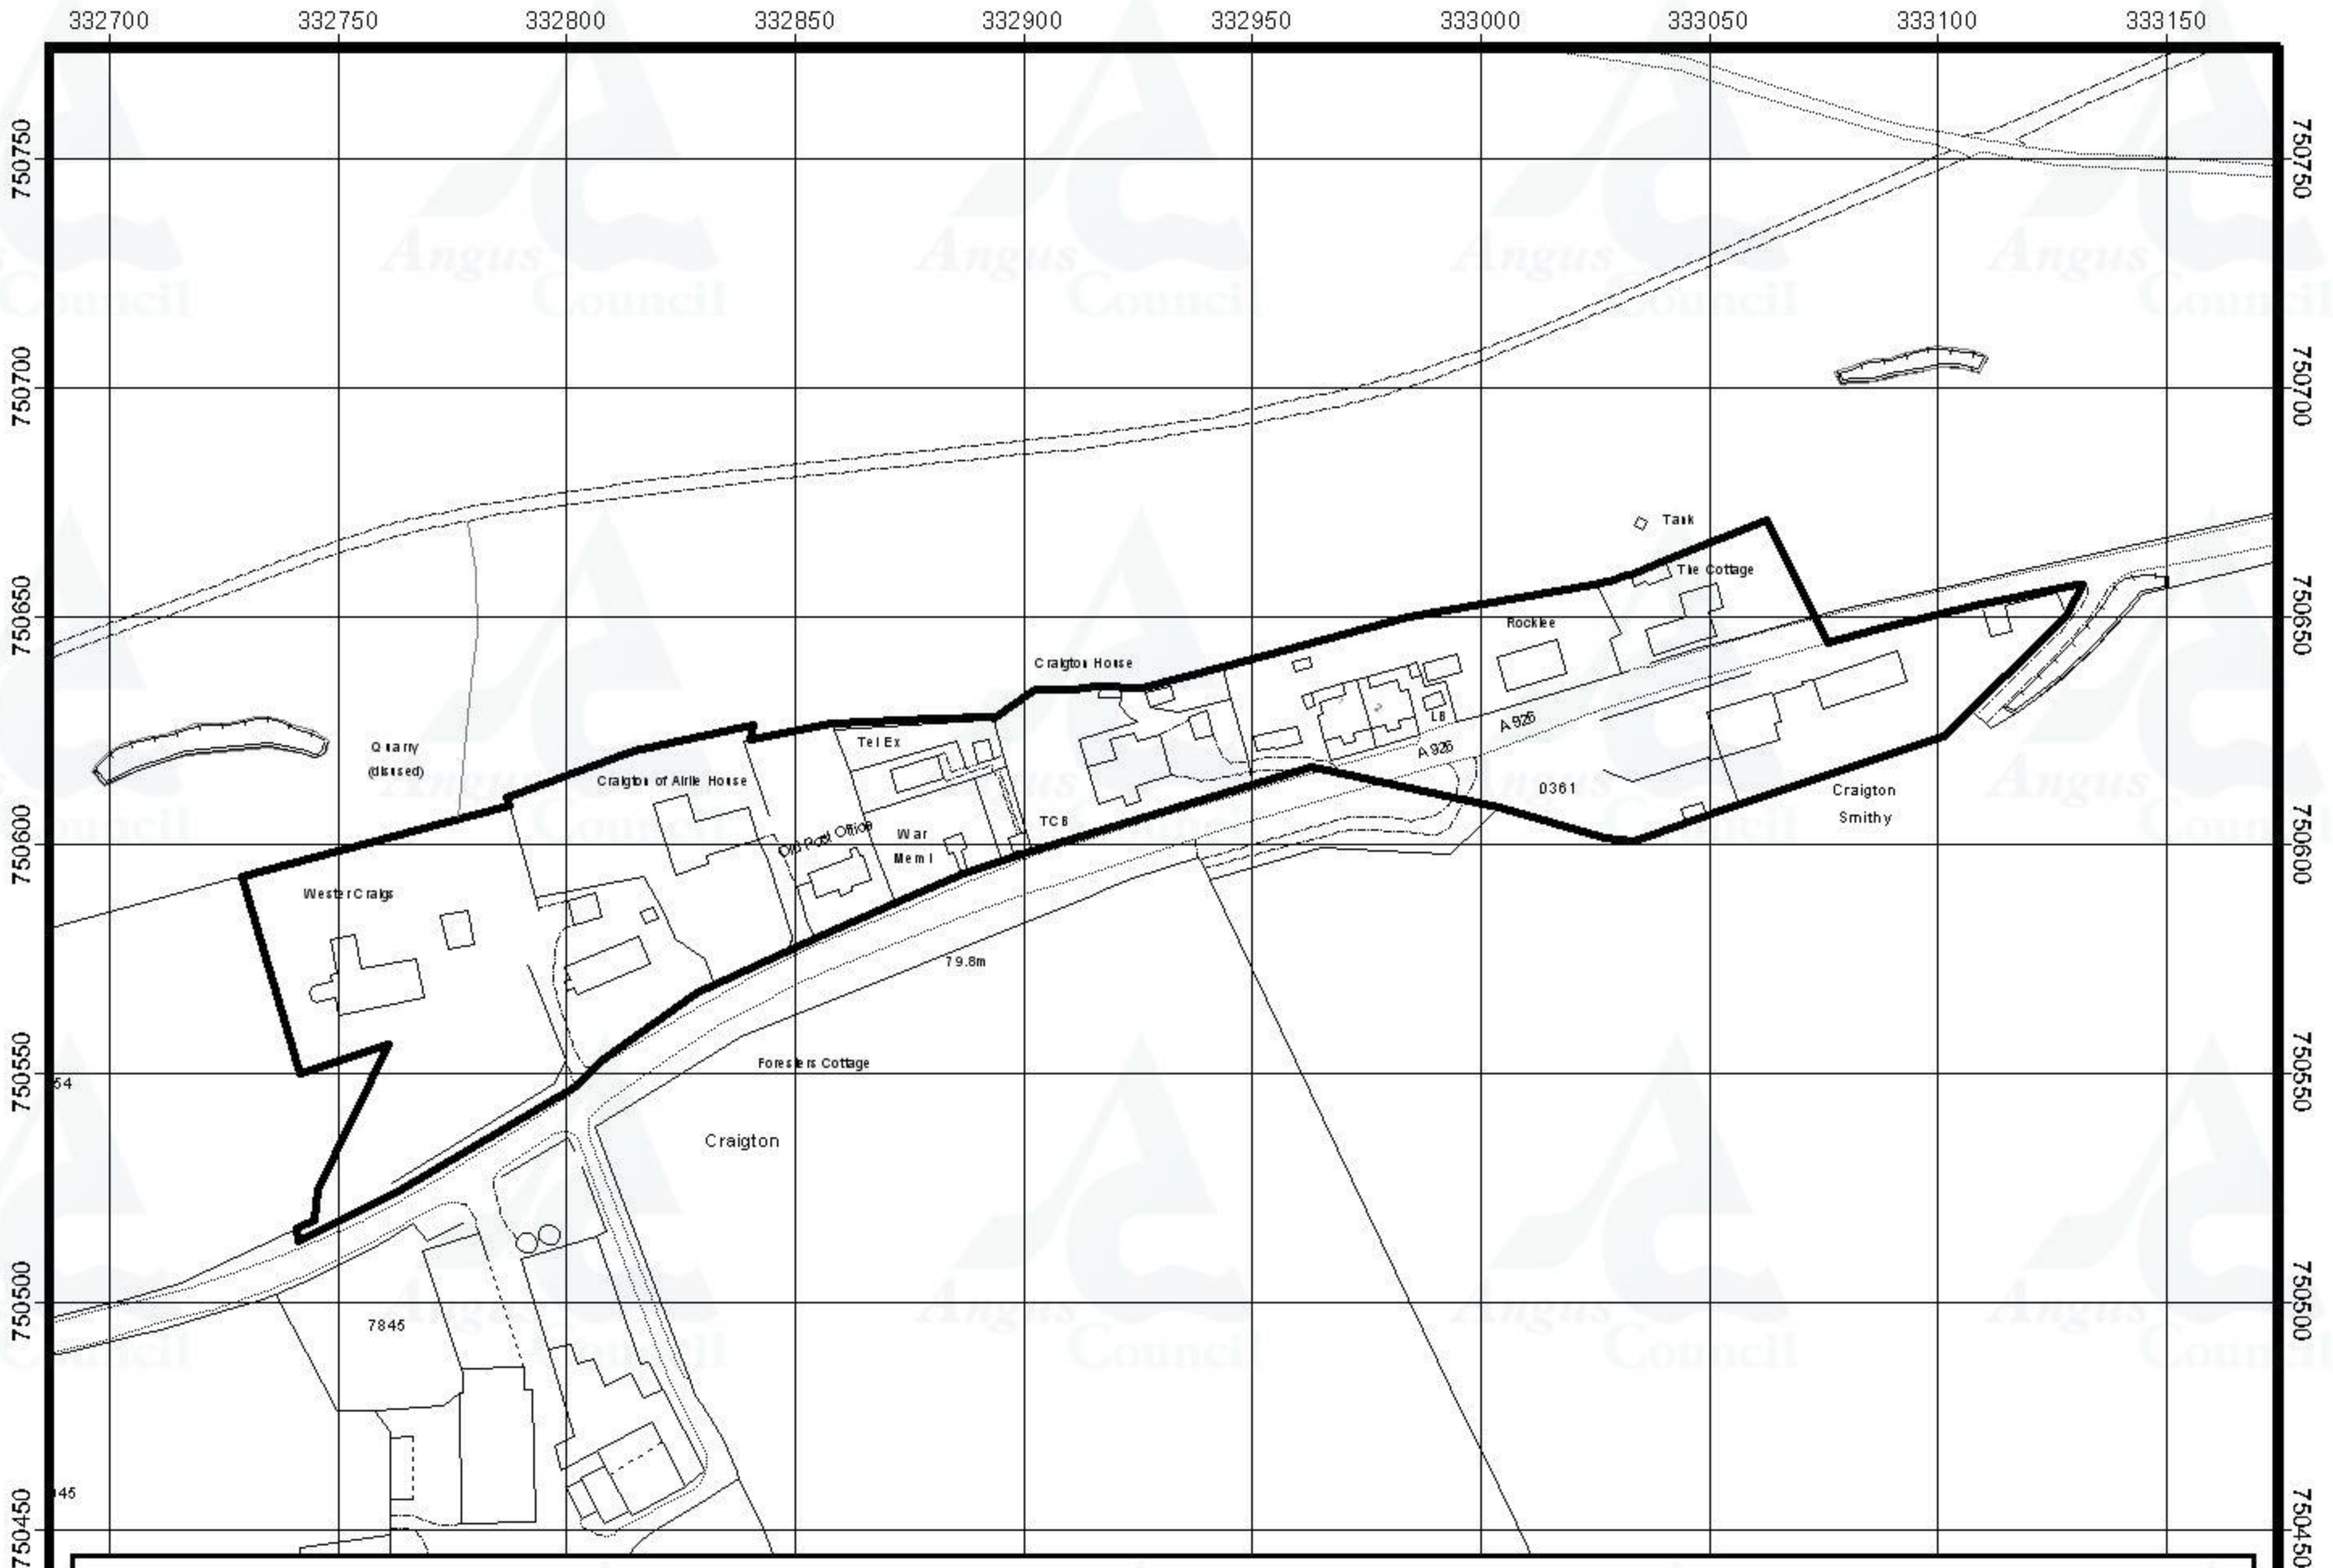 332700 332750 332800 332850 332900 332950 333000 333050 333100 333150
750750 750750
750700 750700
750650 750650
750600 750600
750550 750550
750500 750500
750450 750450
Tank
The Cottage
Rocklee
Craigton House
Quarry
(disused)
Tel Ex
Craigton of Airlie House
LB
A 926
A 926
D361
Craigton
Smithy
TCB
Old Post Office
War
Meml
Wester Craigs
79.8m
Foresters Cottage
54
Craigton
7845
45
Angus
Council